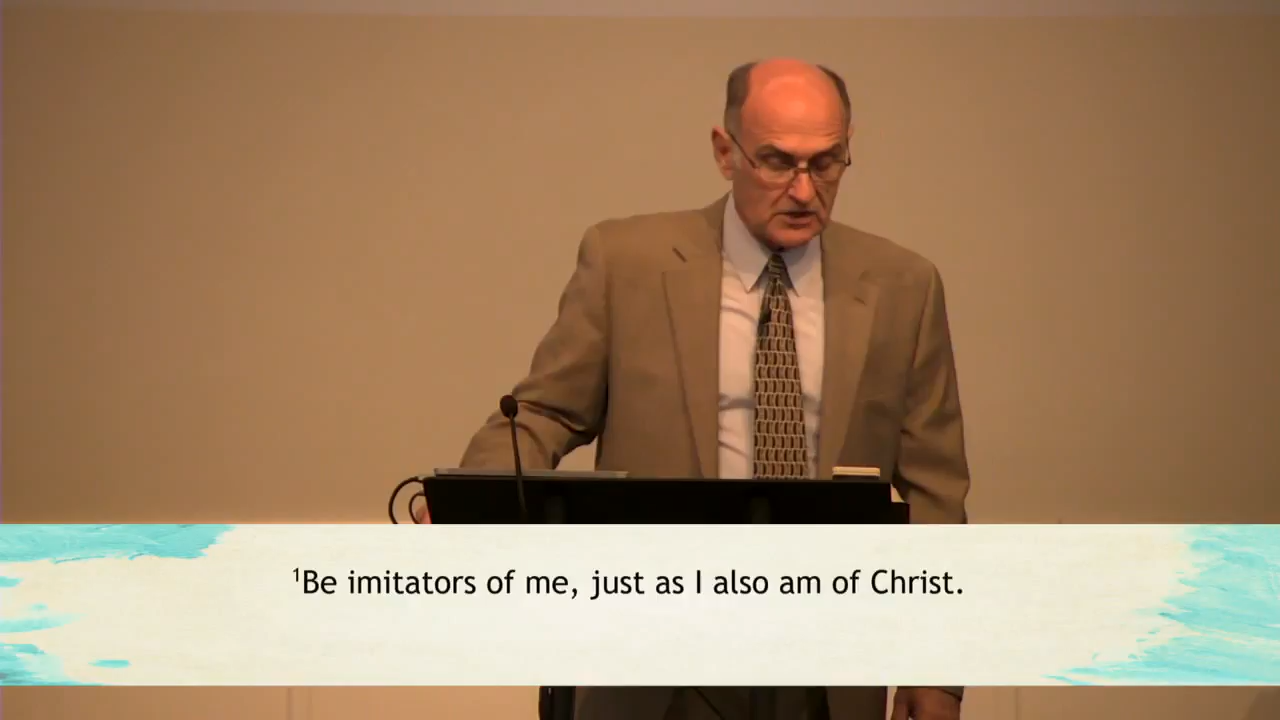 ¹Be imitators of me, just as I also am of Christ.